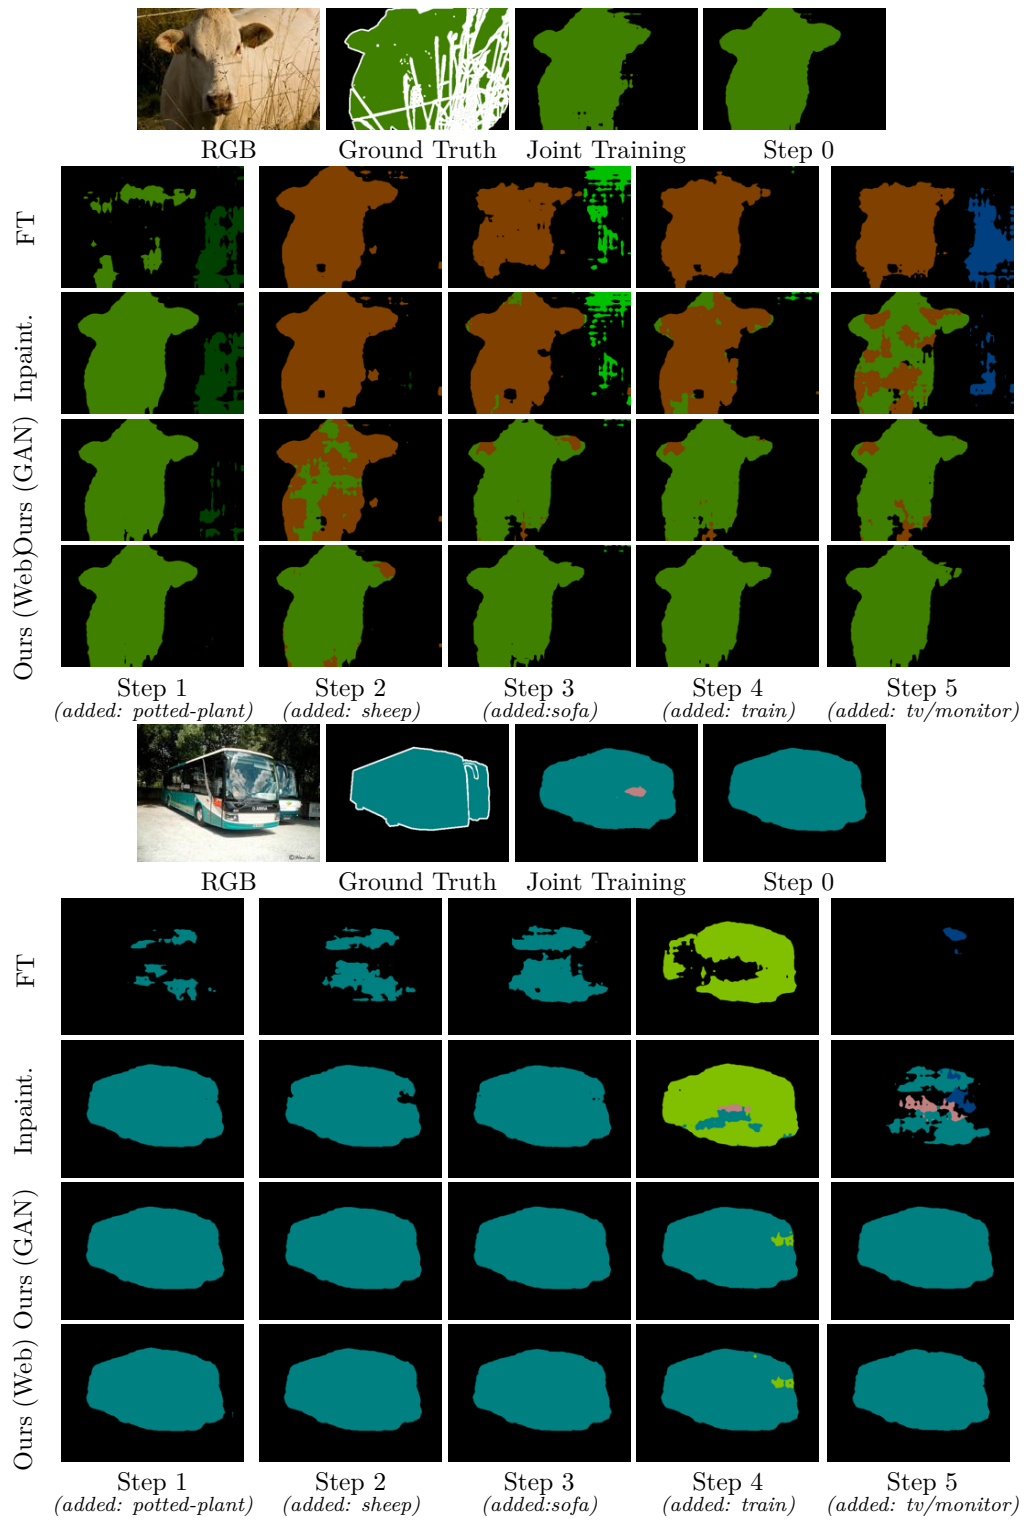 RGB Ground Truth Joint Training Step 0
FT
Inpaint.
Ours (GAN)
Ours (Web)
Step 1 Step 2 Step 3 Step 4 Step 5
(added: potted-plant) (added: sheep) (added:sofa) (added: train) (added: tv/monitor)
RGB Ground Truth Joint Training Step 0
FT
Inpaint.
Ours (GAN)
Ours (Web)
Step 1 Step 2 Step 3 Step 4 Step 5
(added: potted-plant) (added: sheep) (added:sofa) (added: train) (added: tv/monitor)